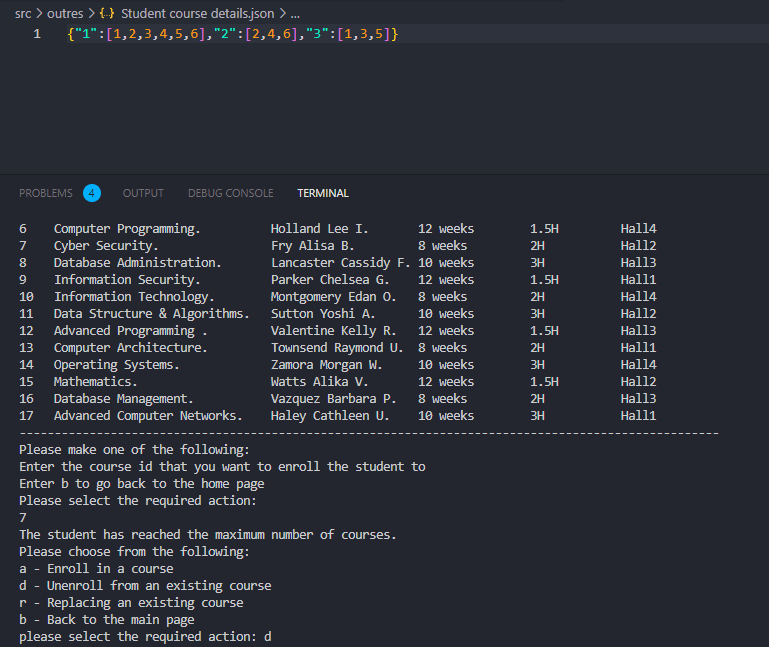 src > outres > {..} Student course details.json > ...
1 {"1":[1,2,3,4,5,6],"2":[2,4,6],"3":[1,3,5]}
PROBLEMS 4 OUTPUT DEBUG CONSOLE TERMINAL
6 Computer Programming. Holland Lee I. 12 weeks 1.5H Hall4
7 Cyber Security. Fry Alisa B. 8 weeks 2H Hall2
8 Database Administration. Lancaster Cassidy F. 10 weeks 3H Hall3
9 Information Security. Parker Chelsea G. 12 weeks 1.5H Hall1
10 Information Technology. Montgomery Edan O. 8 weeks 2H Hall4
11 Data Structure & Algorithms. Sutton Yoshi A. 10 weeks 3H Hall2
12 Advanced Programming . Valentine Kelly R. 12 weeks 1.5H Hall3
13 Computer Architecture. Townsend Raymond U. 8 weeks 2H Hall1
14 Operating Systems. Zamora Morgan W. 10 weeks 3H Hall4
15 Mathematics. Watts Alika V. 12 weeks 1.5H Hall2
16 Database Management. Vazquez Barbara P. 8 weeks 2H Hall3
17 Advanced Computer Networks. Haley Cathleen U. 10 weeks 3H Hall1
----------------------------------------------------------------------------------------------------
Please make one of the following:
Enter the course id that you want to enroll the student to
Enter b to go back to the home page
Please select the required action:
7
The student has reached the maximum number of courses.
Please choose from the following:
a - Enroll in a course
d - Unenroll from an existing course
r - Replacing an existing course
b - Back to the main page
please select the required action: d